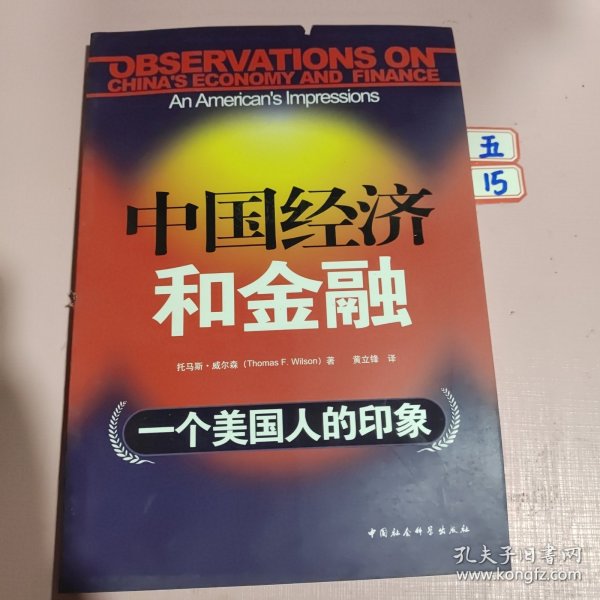 OBSERVATIONS ON
CHINA'S ECONOMY AND FINANCE
An American's Impressions
五
15
中国经济
和金融
托马斯·威尔森 (Thomas F. Wilson) 著 黄立锋 译
一个美国人的印象
中国社会科学出版社
孔夫子旧书网
www.kongfz.com